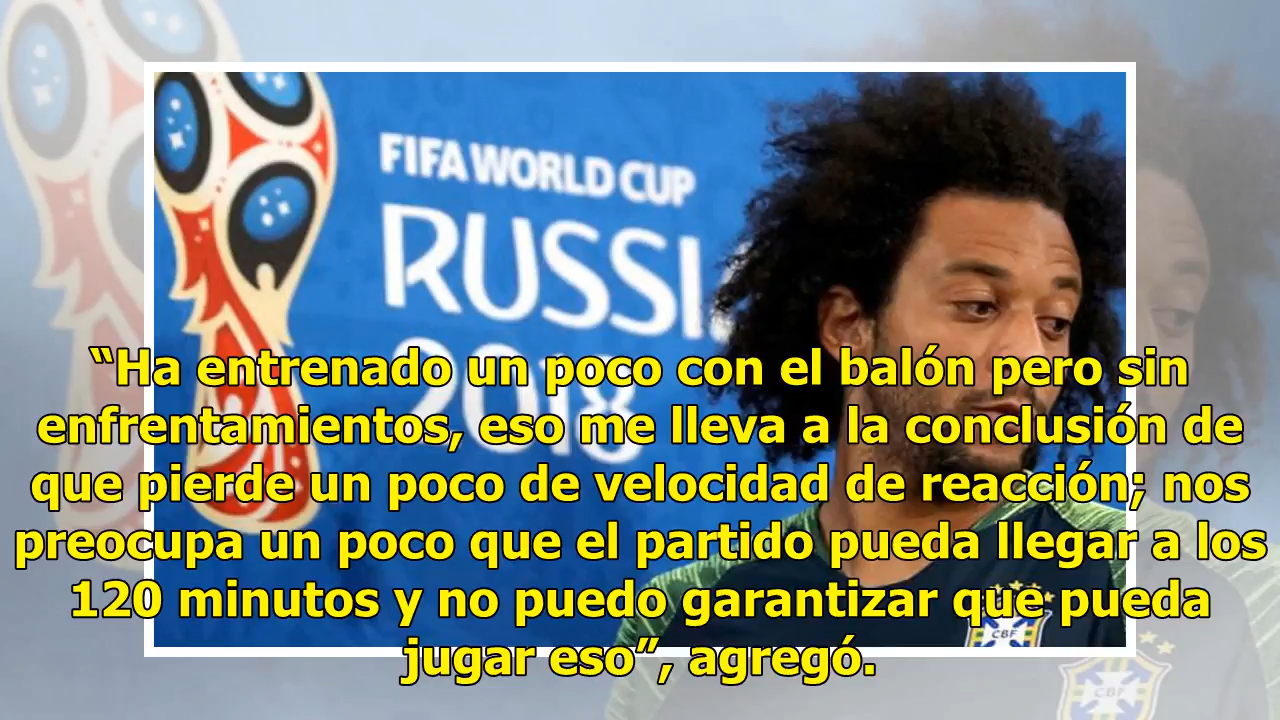 FIFA WORLD CUP
RUSSI
2018
“Ha entrenado un poco con el balón pero sin
enfrentamientos, eso me lleva a la conclusión de
que pierde un poco de velocidad de reacción; nos
preocupa un poco que el partido pueda llegar a los
120 minutos y no puedo garantizar que pueda
jugar eso”, agregó.
CBF
CBF